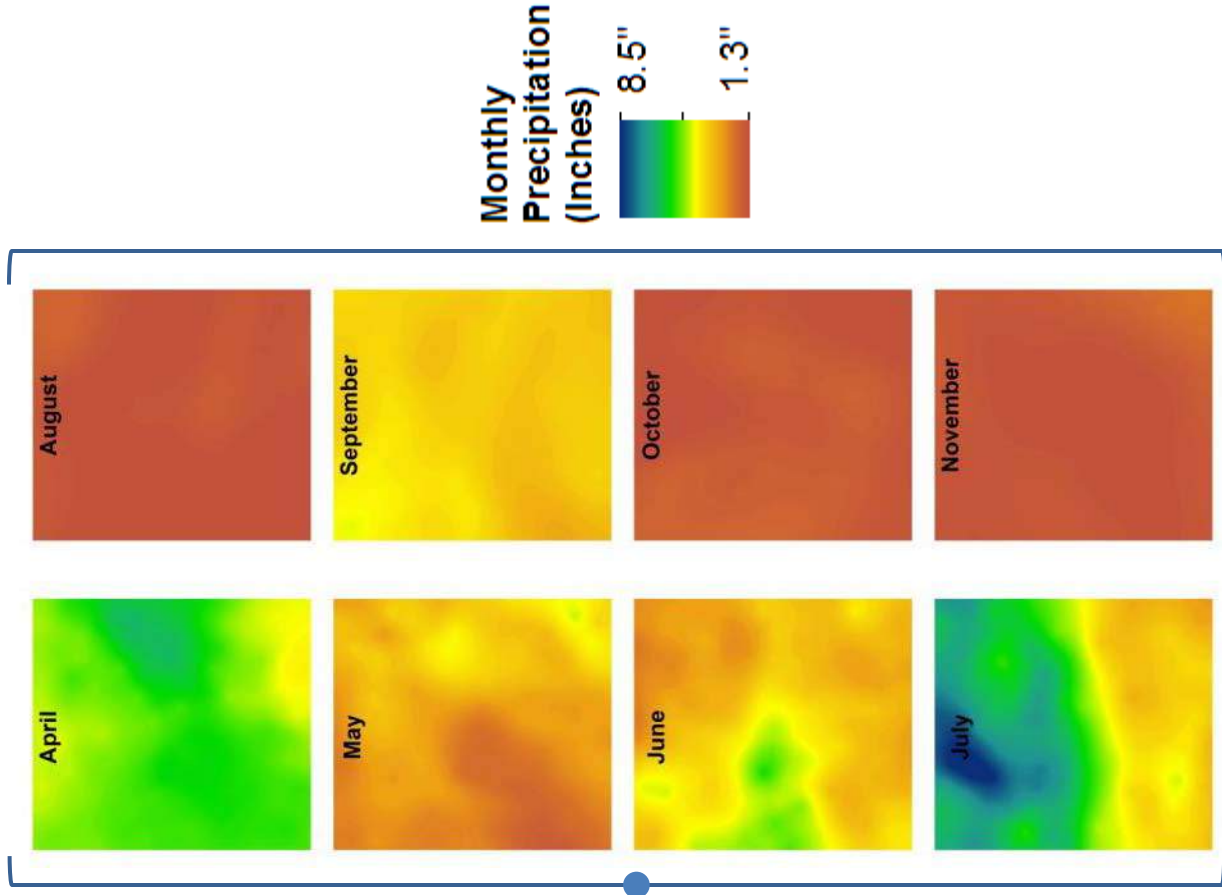 Monthly
Precipitation
(Inches)
8.5"
1.3"
April
May
June
July
August
September
October
November